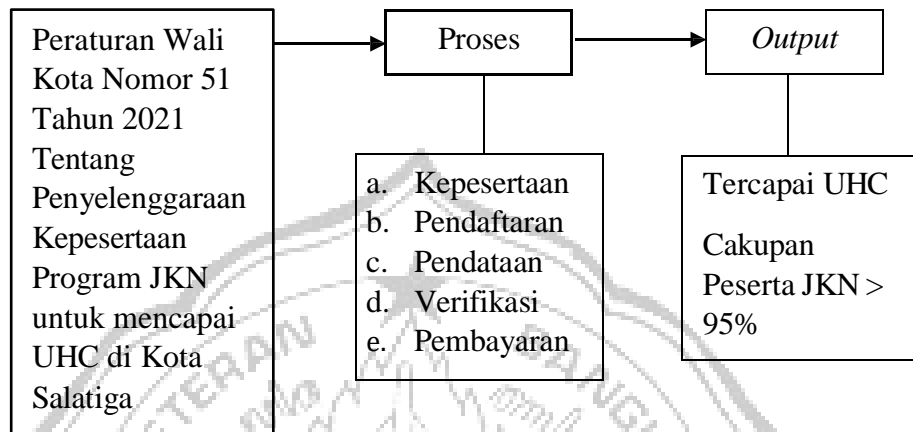 Peraturan Wali
Kota Nomor 51
Tahun 2021
Tentang
Penyelenggaraan
Kepesertaan
Program JKN
untuk mencapai
UHC di Kota
Salatiga
Proses
a. Kepesertaan
b. Pendaftaran
c. Pendataan
d. Verifikasi
e. Pembayaran
Output
Tercapai UHC
Cakupan
Peserta JKN >
95%